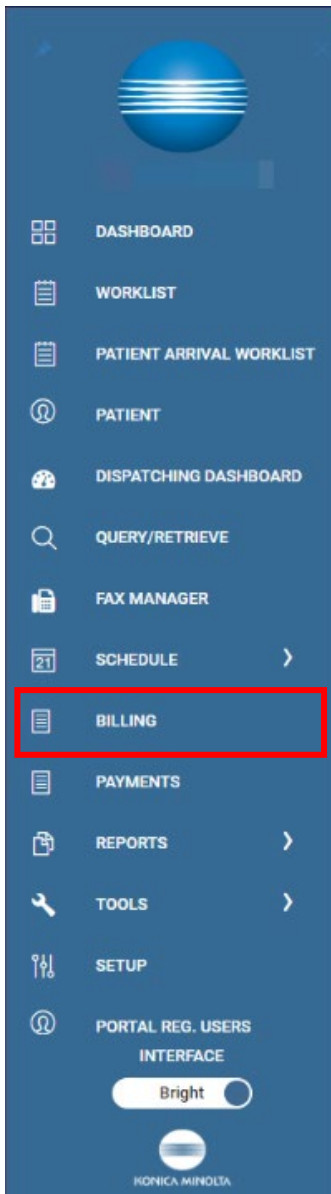 DASHBOARD
WORKLIST
PATIENT ARRIVAL WORKLIST
PATIENT
DISPATCHING DASHBOARD
QUERY/RETRIEVE
FAX MANAGER
21 SCHEDULE
BILLING
PAYMENTS
REPORTS
TOOLS
SETUP
PORTAL REG. USERS
INTERFACE
Bright
KONICA MINOLTA